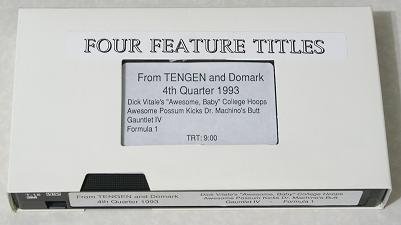 FOUR FEATURE TITLES
From TENGEN and Domark
4th Quarter 1993
Dick Vitale's "Awesome, Baby" College Hoops
Awesome Possum Kicks Dr. Machino's Butt
Gauntlet IV
Formula 1
TRT: 9:00
From TENGEN and Domark
4th Quarter 1993
Dick Vitale's "Awesome, Baby" College Hoops
Awesome Possum Kicks Dr. Machino's Butt
Gauntlet IV Formula 1
3M